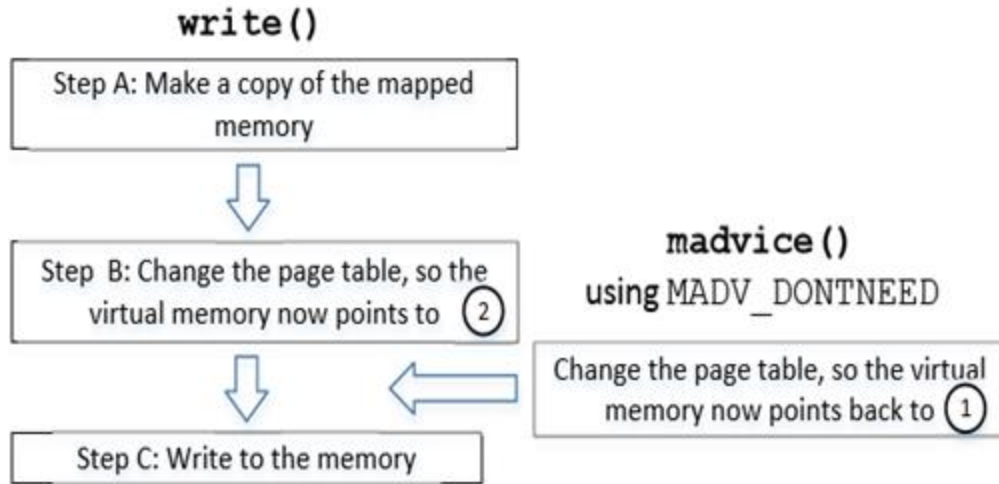 write()
Step A: Make a copy of the mapped
memory
Step B: Change the page table, so the
virtual memory now points to 2
madvice()
using MADV_DONTNEED
Change the page table, so the virtual
memory now points back to 1
Step C: Write to the memory